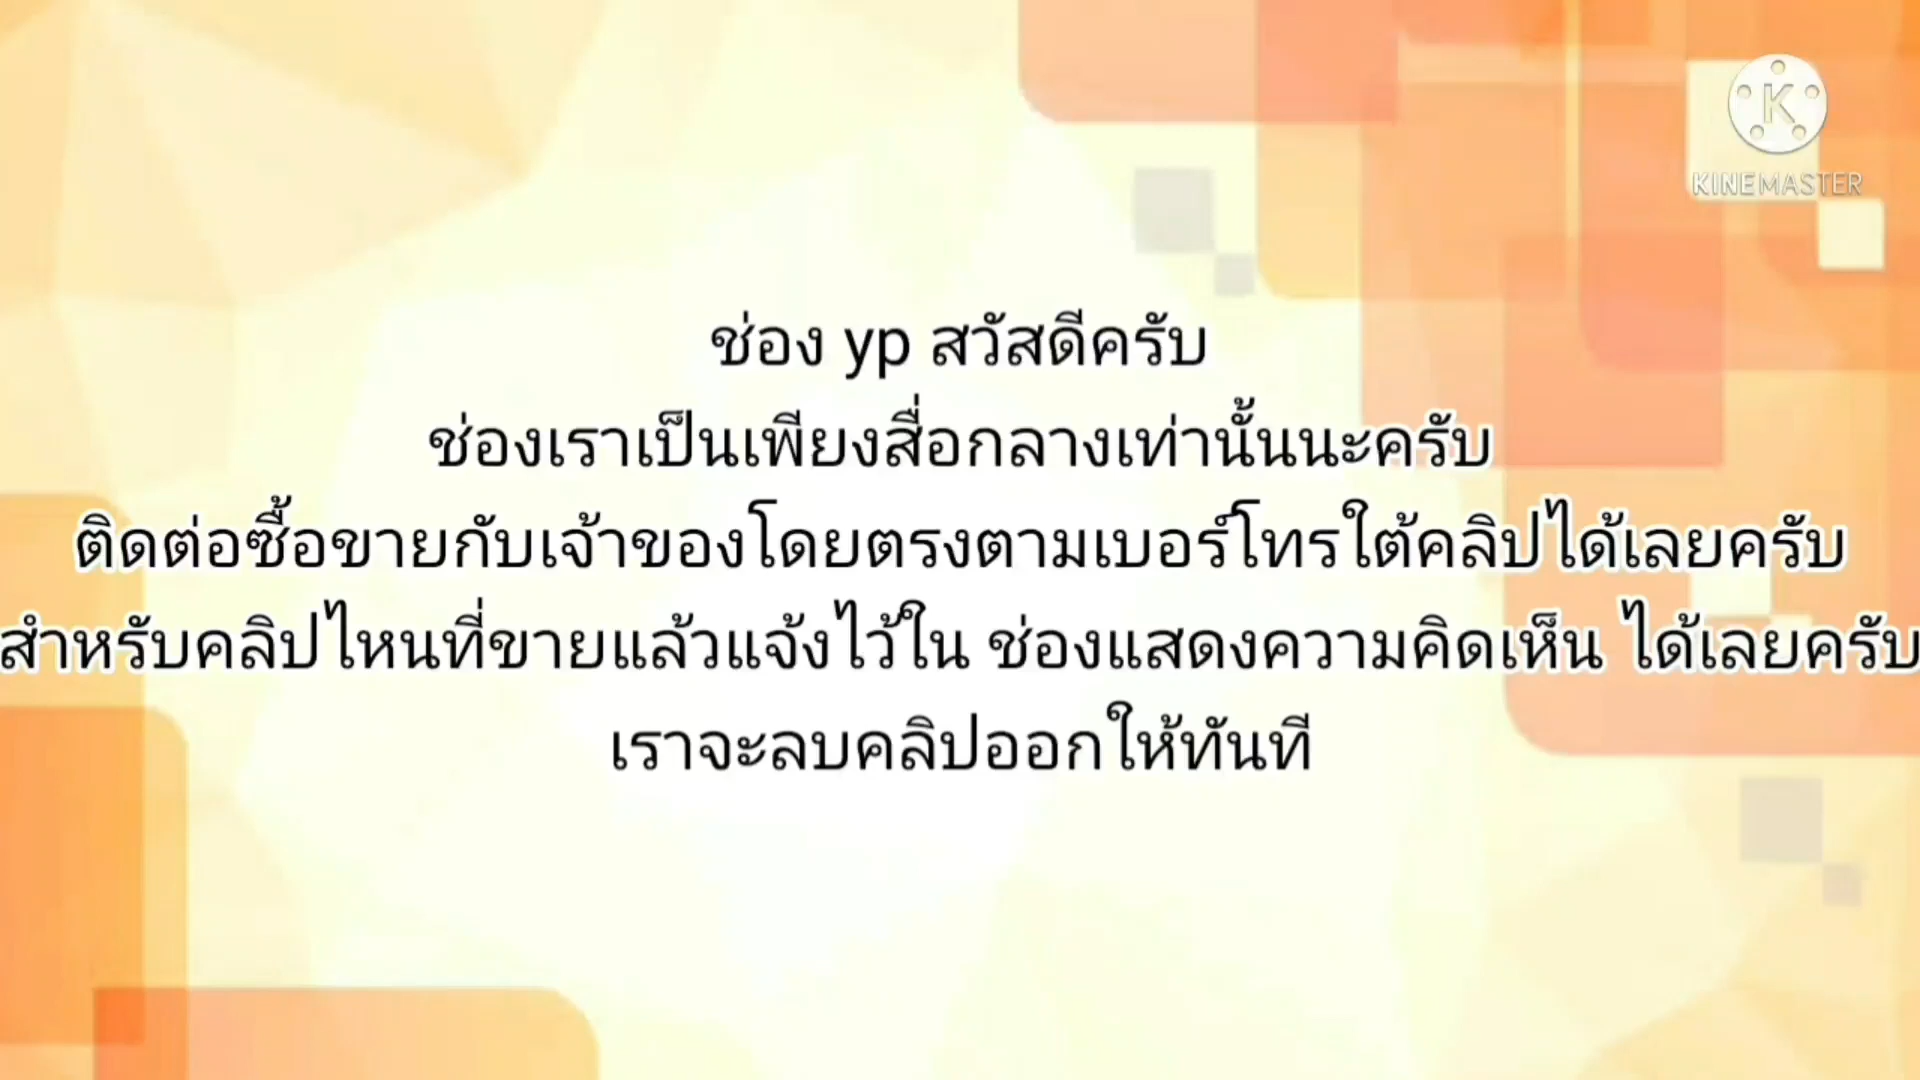 KINEMASTER
ช่อง yp สวัสดีครับ
ช่องเราเป็นเพียงสื่อกลางเท่านั้นนะครับ
ติดต่อซื้อขายกับเจ้าของโดยตรงตามเบอร์โทรใต้คลิปได้เลยครับ
สำหรับคลิปไหนที่ขายแล้วแจ้งไว้ใน ช่องแสดงความคิดเห็น ได้เลยครับ
เราจะลบคลิปออกให้ทันที